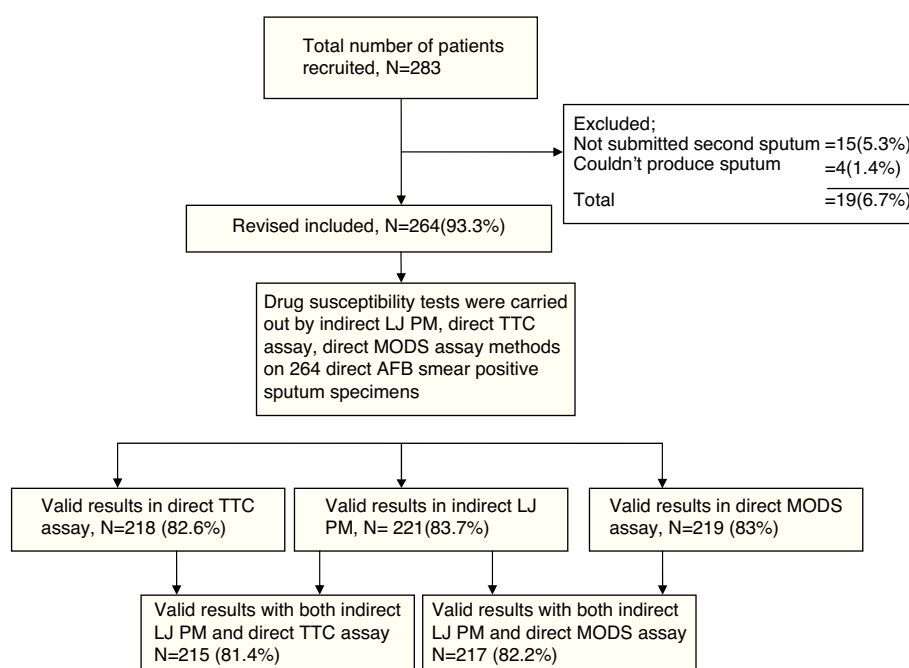 Total number of patients
recruited, N=283
Excluded;
Not submitted second sputum =15(5.3%)
Couldn't produce sputum =4(1.4%)
Total =19(6.7%)
Revised included, N=264(93.3%)
Drug susceptibility tests were carried
out by indirect LJ PM, direct TTC
assay, direct MODS assay methods
on 264 direct AFB smear positive
sputum specimens
Valid results in direct TTC
assay, N=218 (82.6%)
Valid results in indirect LJ
PM, N= 221(83.7%)
Valid results in direct MODS
assay, N=219 (83%)
Valid results with both indirect
LJ PM and direct TTC assay
N=215 (81.4%)
Valid results with both indirect
LJ PM and direct MODS assay
N=217 (82.2%)